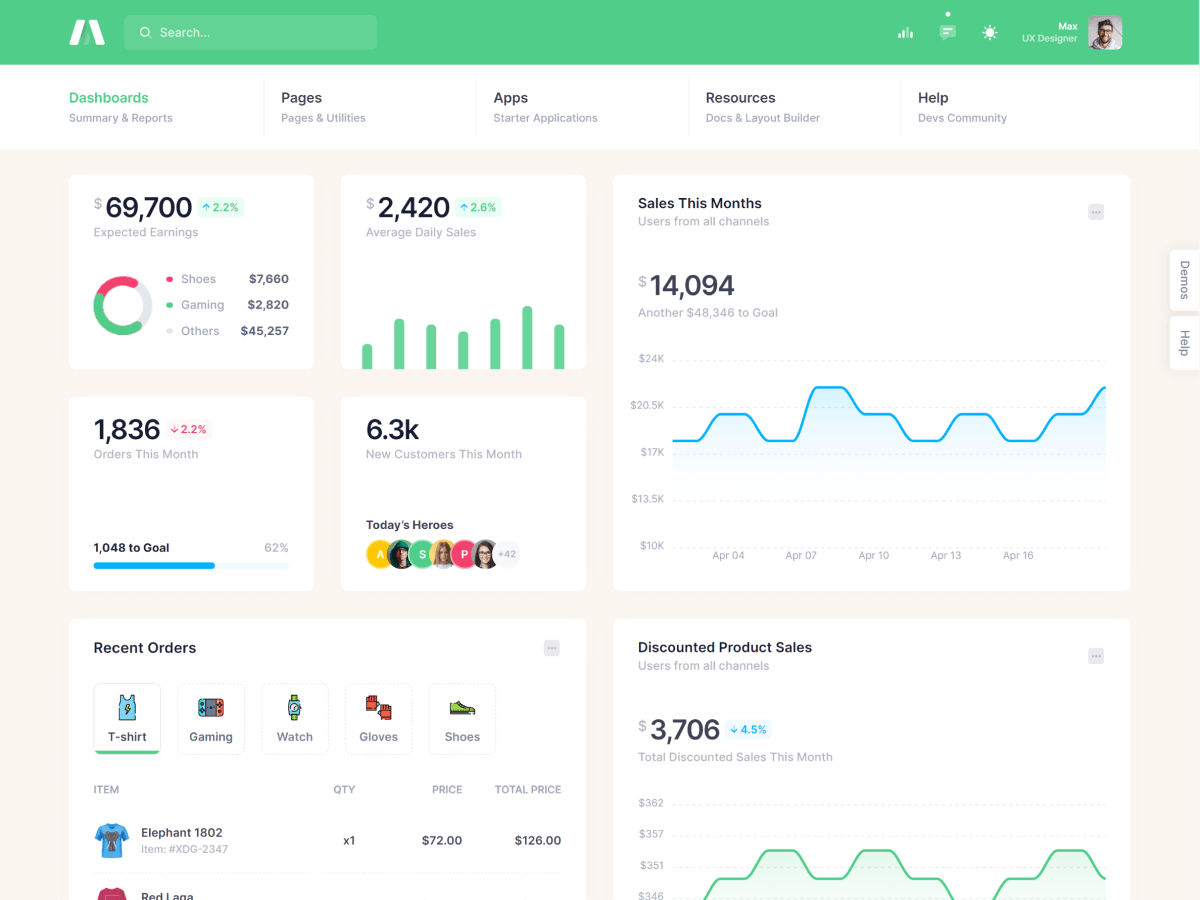 Search...
Max
UX Designer
Dashboards
Summary & Reports
Pages
Pages & Utilities
Apps
Starter Applications
Resources
Docs & Layout Builder
Help
Devs Community
$ 69,700 ↑ 2.2%
Expected Earnings
Shoes $7,660
Gaming $2,820
Others $45,257
$ 2,420 ↑ 2.6%
Average Daily Sales
Sales This Months
Users from all channels
$ 14,094
Another $48,346 to Goal
$24K
$20.5K
$17K
$13.5K
$10K
Apr 04 Apr 07 Apr 10 Apr 13 Apr 16
Demos
Help
1,836 ↓ 2.2%
Orders This Month
1,048 to Goal 62%
6.3k
New Customers This Month
Today’s Heroes
A S P +42
Recent Orders
T-shirt Gaming Watch Gloves Shoes
ITEM QTY PRICE TOTAL PRICE
Elephant 1802 x1 $72.00 $126.00
Item: #XDG-2347
Red Laga
Discounted Product Sales
Users from all channels
$ 3,706 ↓ 4.5%
Total Discounted Sales This Month
$362
$357
$351
$346